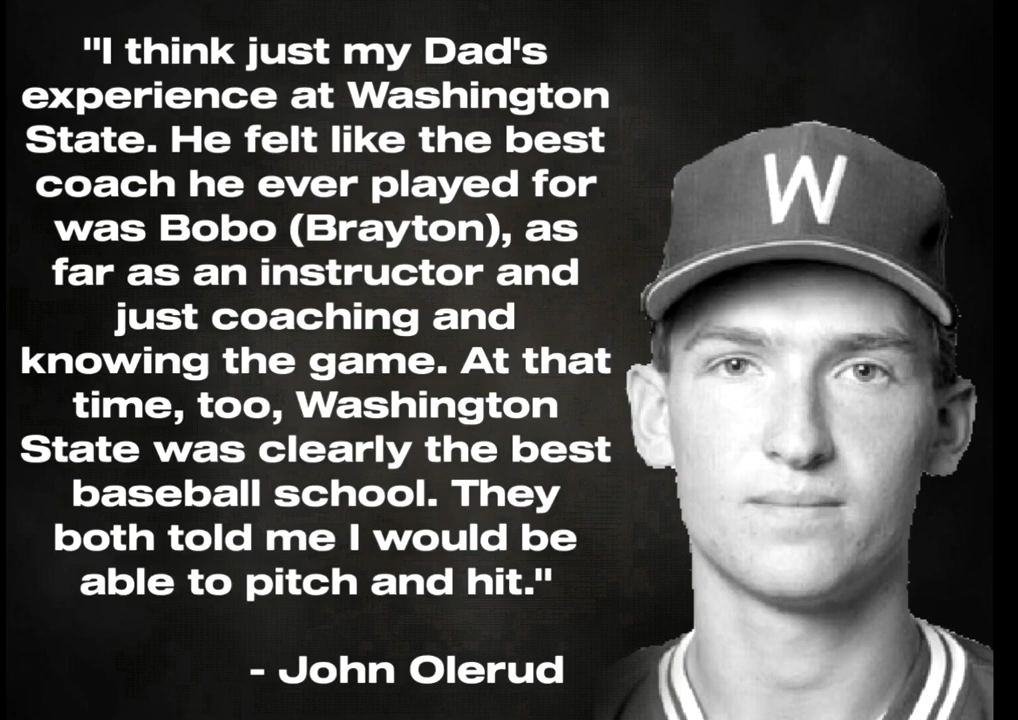 "I think just my Dad's
experience at Washington
State. He felt like the best
coach he ever played for
was Bobo (Brayton), as
far as an instructor and
just coaching and
knowing the game. At that
time, too, Washington
State was clearly the best
baseball school. They
both told me I would be
able to pitch and hit."
- John Olerud
W